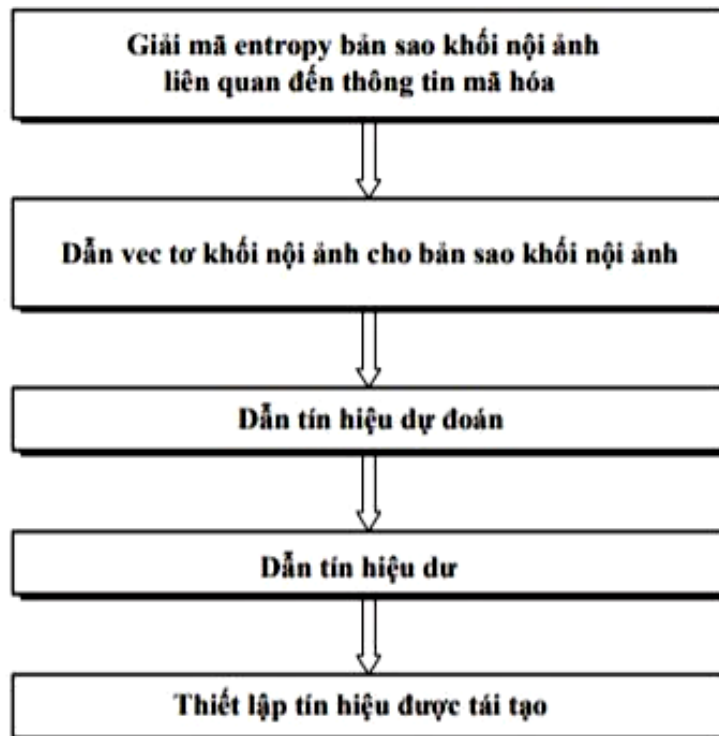 Giải mã entropy bản sao khối nội ảnh
liên quan đến thông tin mã hóa
Dẫn vec tơ khối nội ảnh cho bản sao khối nội ảnh
Dẫn tín hiệu dự đoán
Dẫn tín hiệu dư
Thiết lập tín hiệu được tái tạo